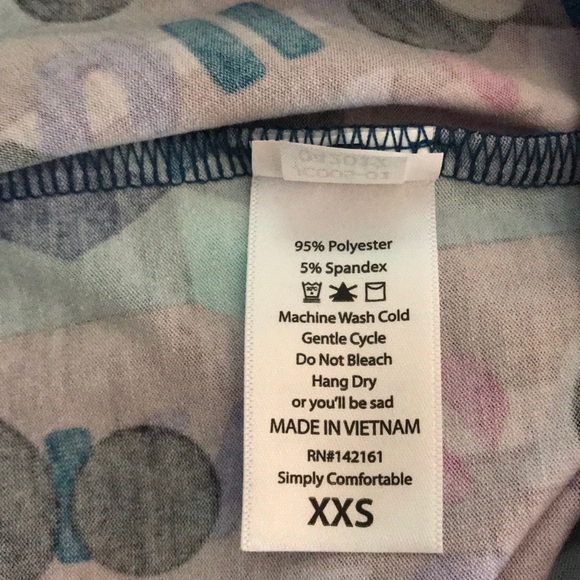 95% Polyester
5% Spandex
30°C
Machine Wash Cold
Gentle Cycle
Do Not Bleach
Hang Dry
or you'll be sad
MADE IN VIETNAM
RN#142161
Simply Comfortable
XXS